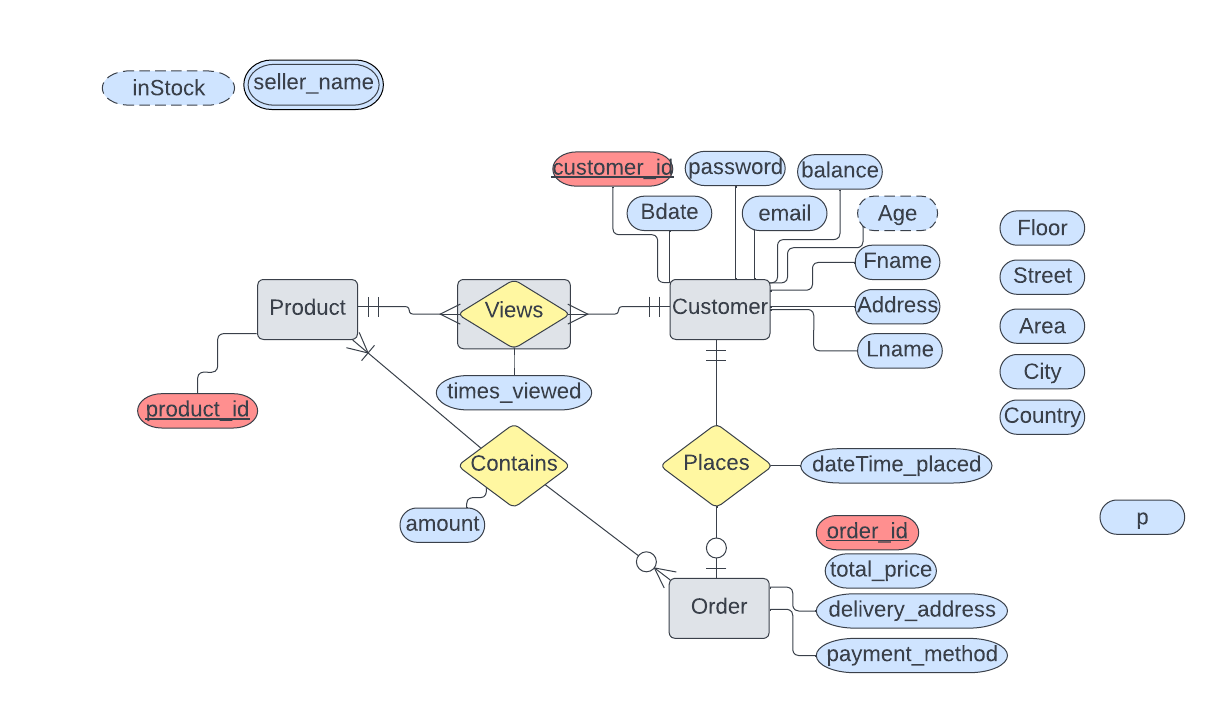 inStock
seller_name
customer_id
password
balance
Bdate
email
Age
Floor
Fname
Street
Product
Views
Customer
Address
Area
Lname
City
times_viewed
product_id
Country
Contains
Places
dateTime_placed
amount
p
order_id
total_price
Order
delivery_address
payment_method